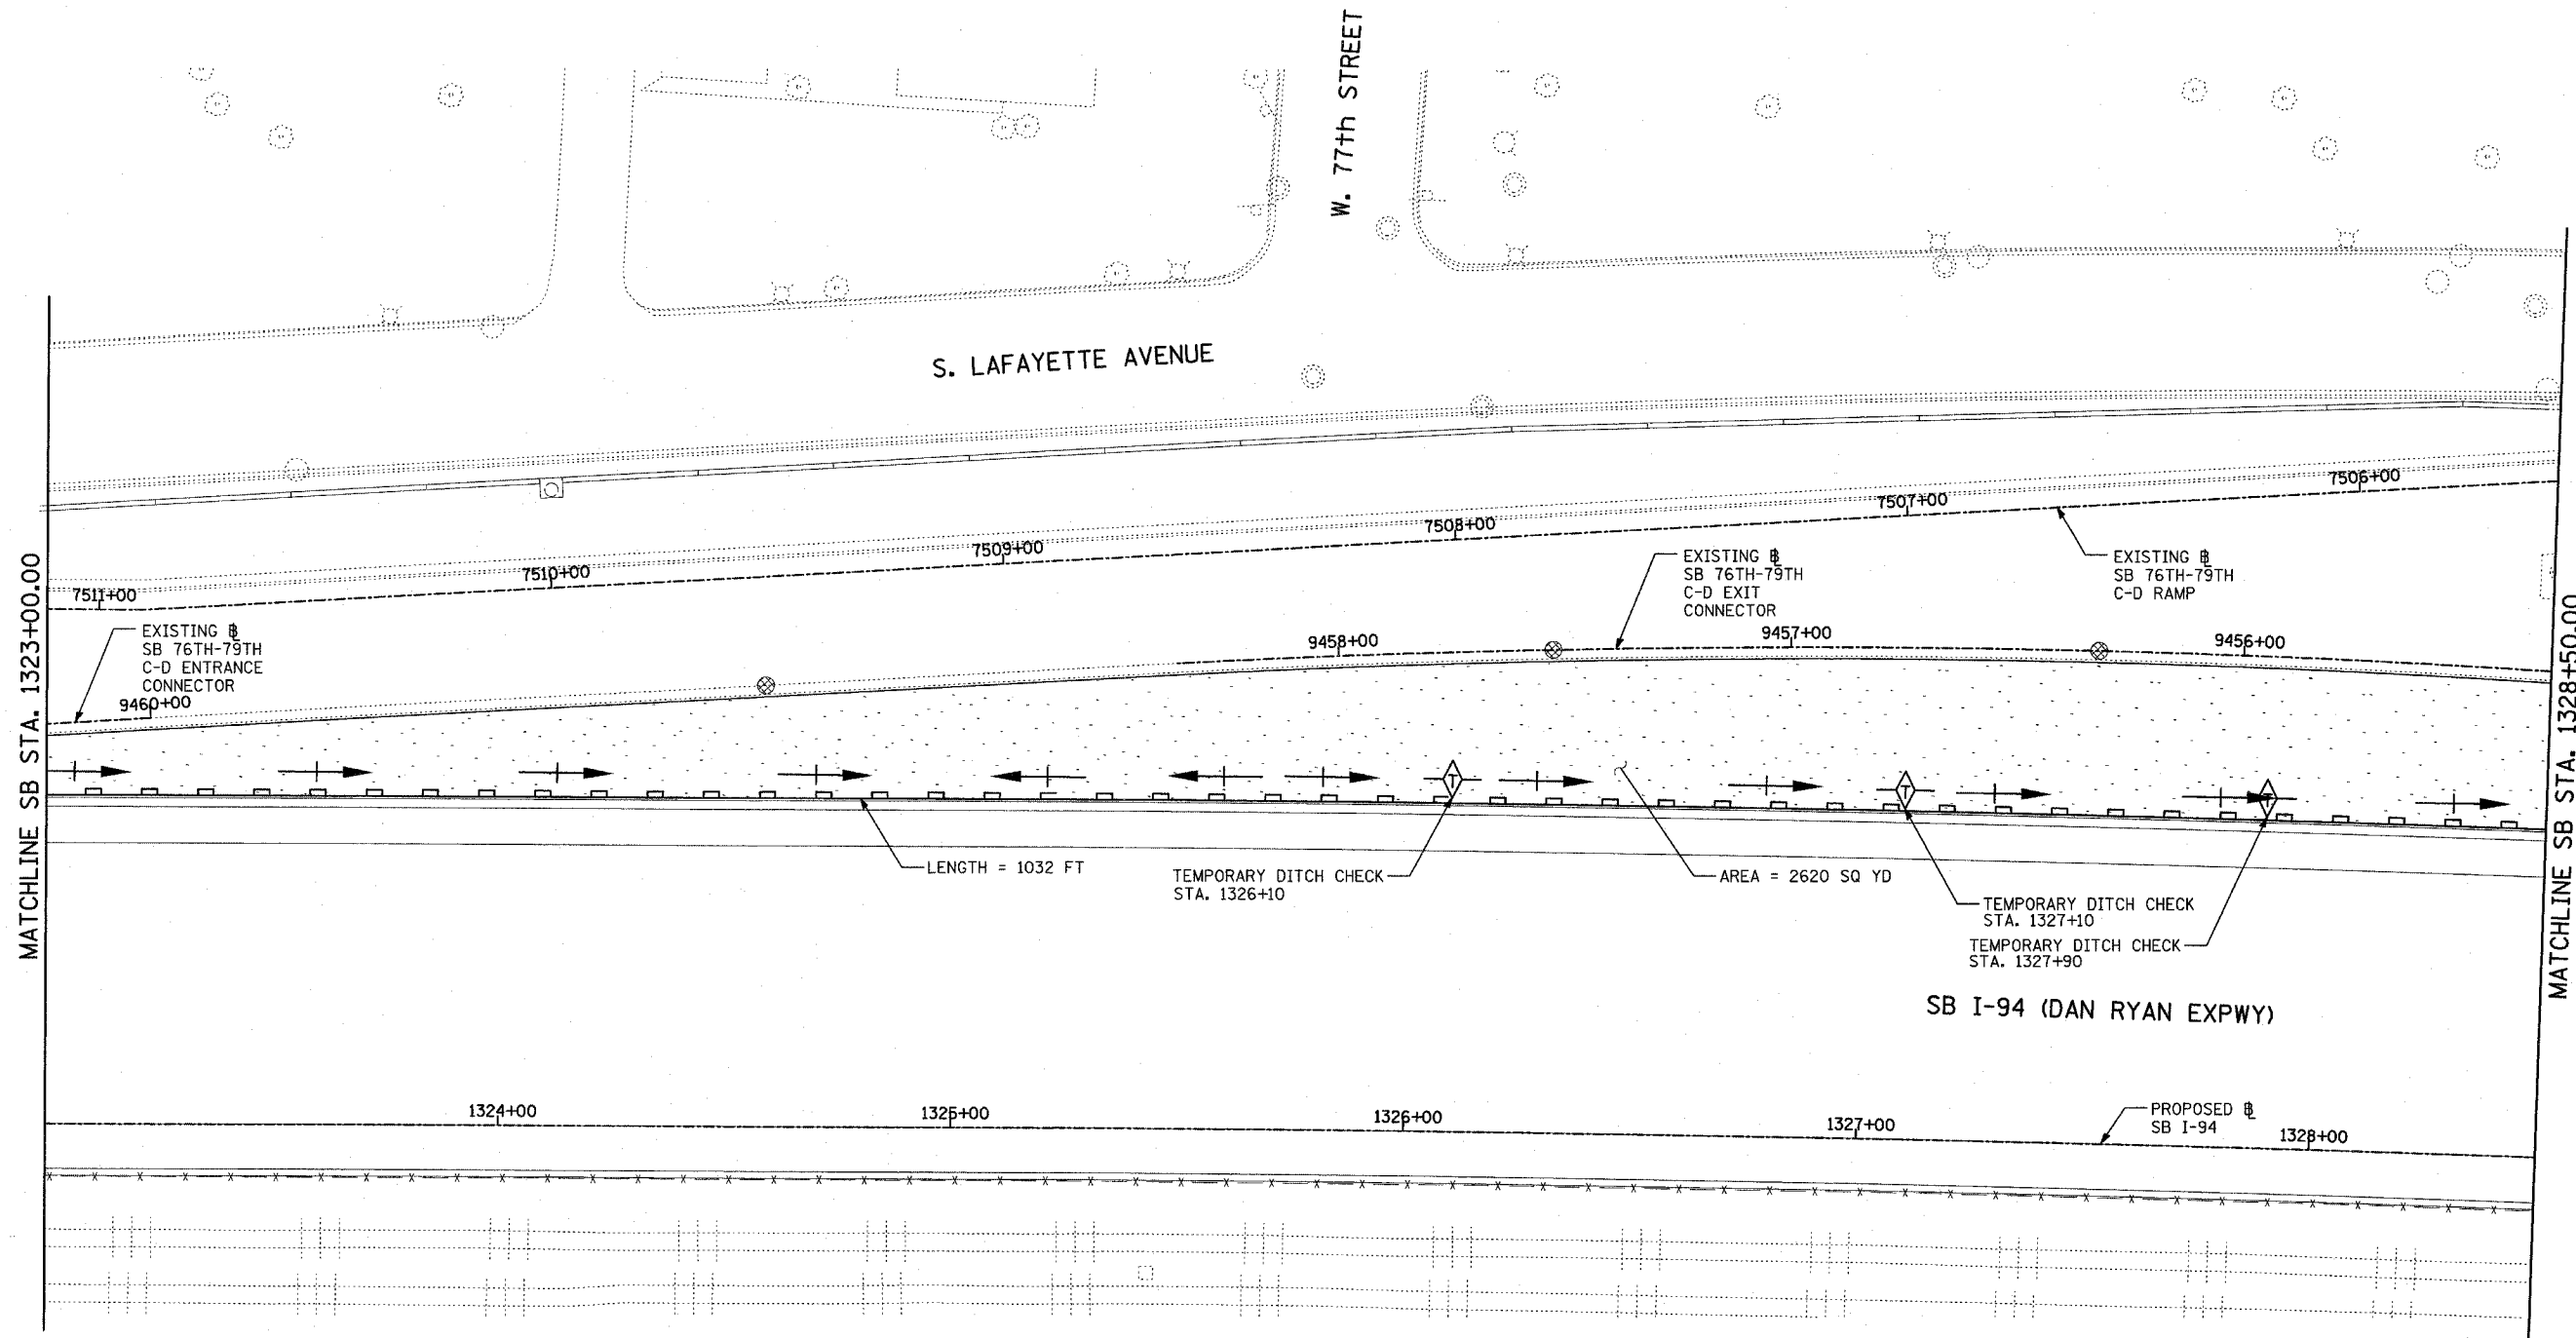 W. 77th STREET
S. LAFAYETTE AVENUE
MATCHLINE SB STA. 1323+00.00
MATCHLINE SB STA. 1328+50.00
7511+00
7510+00
7509+00
7508+00
7507+00
7506+00
EXISTING ℄
SB 76TH-79TH
C-D ENTRANCE
CONNECTOR
EXISTING ℄
SB 76TH-79TH
C-D EXIT
CONNECTOR
EXISTING ℄
SB 76TH-79TH
C-D RAMP
9460+00
9458+00
9457+00
9456+00
T
T
T
LENGTH = 1032 FT
TEMPORARY DITCH CHECK
STA. 1326+10
AREA = 2620 SQ YD
TEMPORARY DITCH CHECK
STA. 1327+10
TEMPORARY DITCH CHECK
STA. 1327+90
SB I-94 (DAN RYAN EXPWY)
1324+00
1325+00
1326+00
1327+00
1328+00
PROPOSED ℄
SB I-94